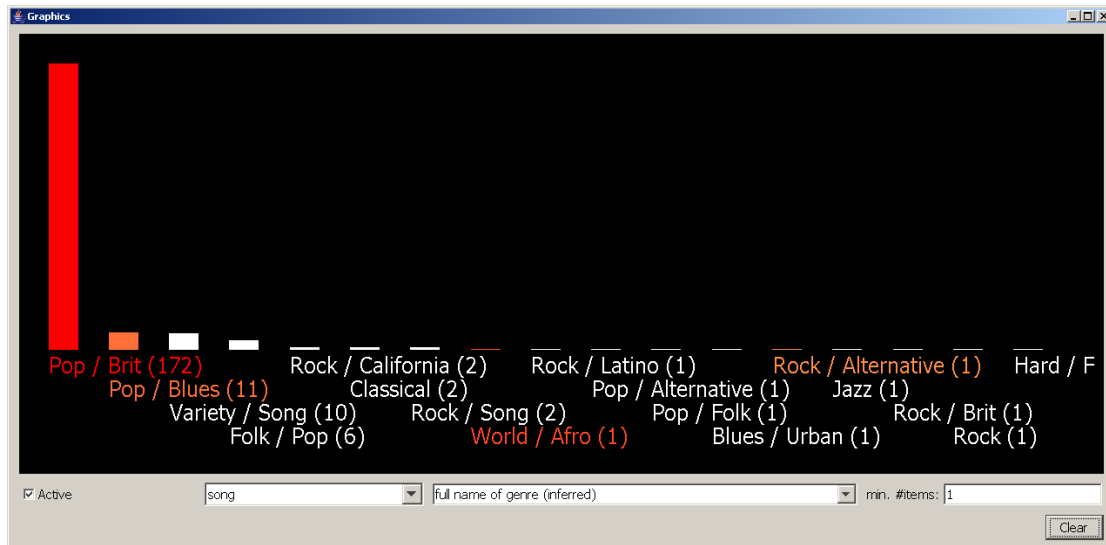 Graphics
Pop / Brit (172) Rock / California (2) Rock / Latino (1) Rock / Alternative (1) Hard / F
Pop / Blues (11) Classical (2) Pop / Alternative (1) Jazz (1)
Variety / Song (10) Rock / Song (2) Pop / Folk (1) Rock / Brit (1)
Folk / Pop (6) World / Afro (1) Blues / Urban (1) Rock (1)
Active song full name of genre (inferred) min. #items: 1
Clear